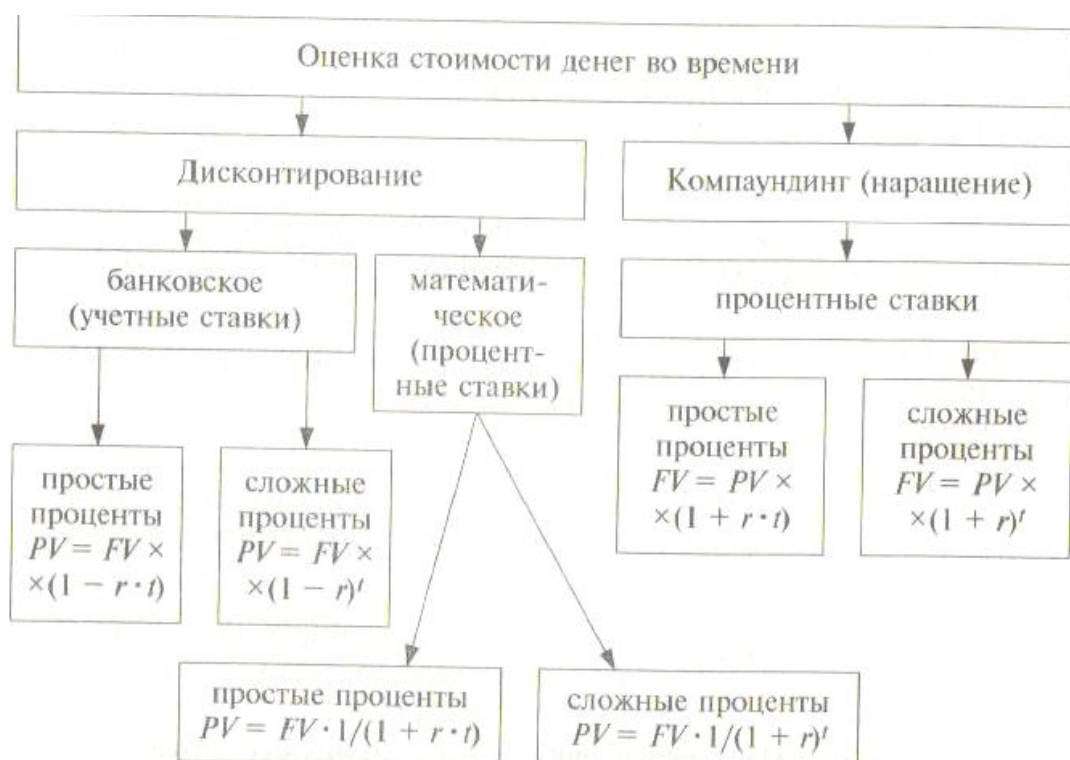 Оценка стоимости денег во времени
Дисконтирование
Компаундинг (наращение)
банковское
(учетные ставки)
математи-
ческое
(процент-
ные ставки)
процентные ставки
простые
проценты
PV = FV ×
×(1 − r · t)
сложные
проценты
PV = FV ×
×(1 − r)ᵗ
простые
проценты
FV = PV ×
×(1 + r · t)
сложные
проценты
FV = PV ×
×(1 + r)ᵗ
простые проценты
PV = FV · 1/(1 + r · t)
сложные проценты
PV = FV · 1/(1 + r)ᵗ